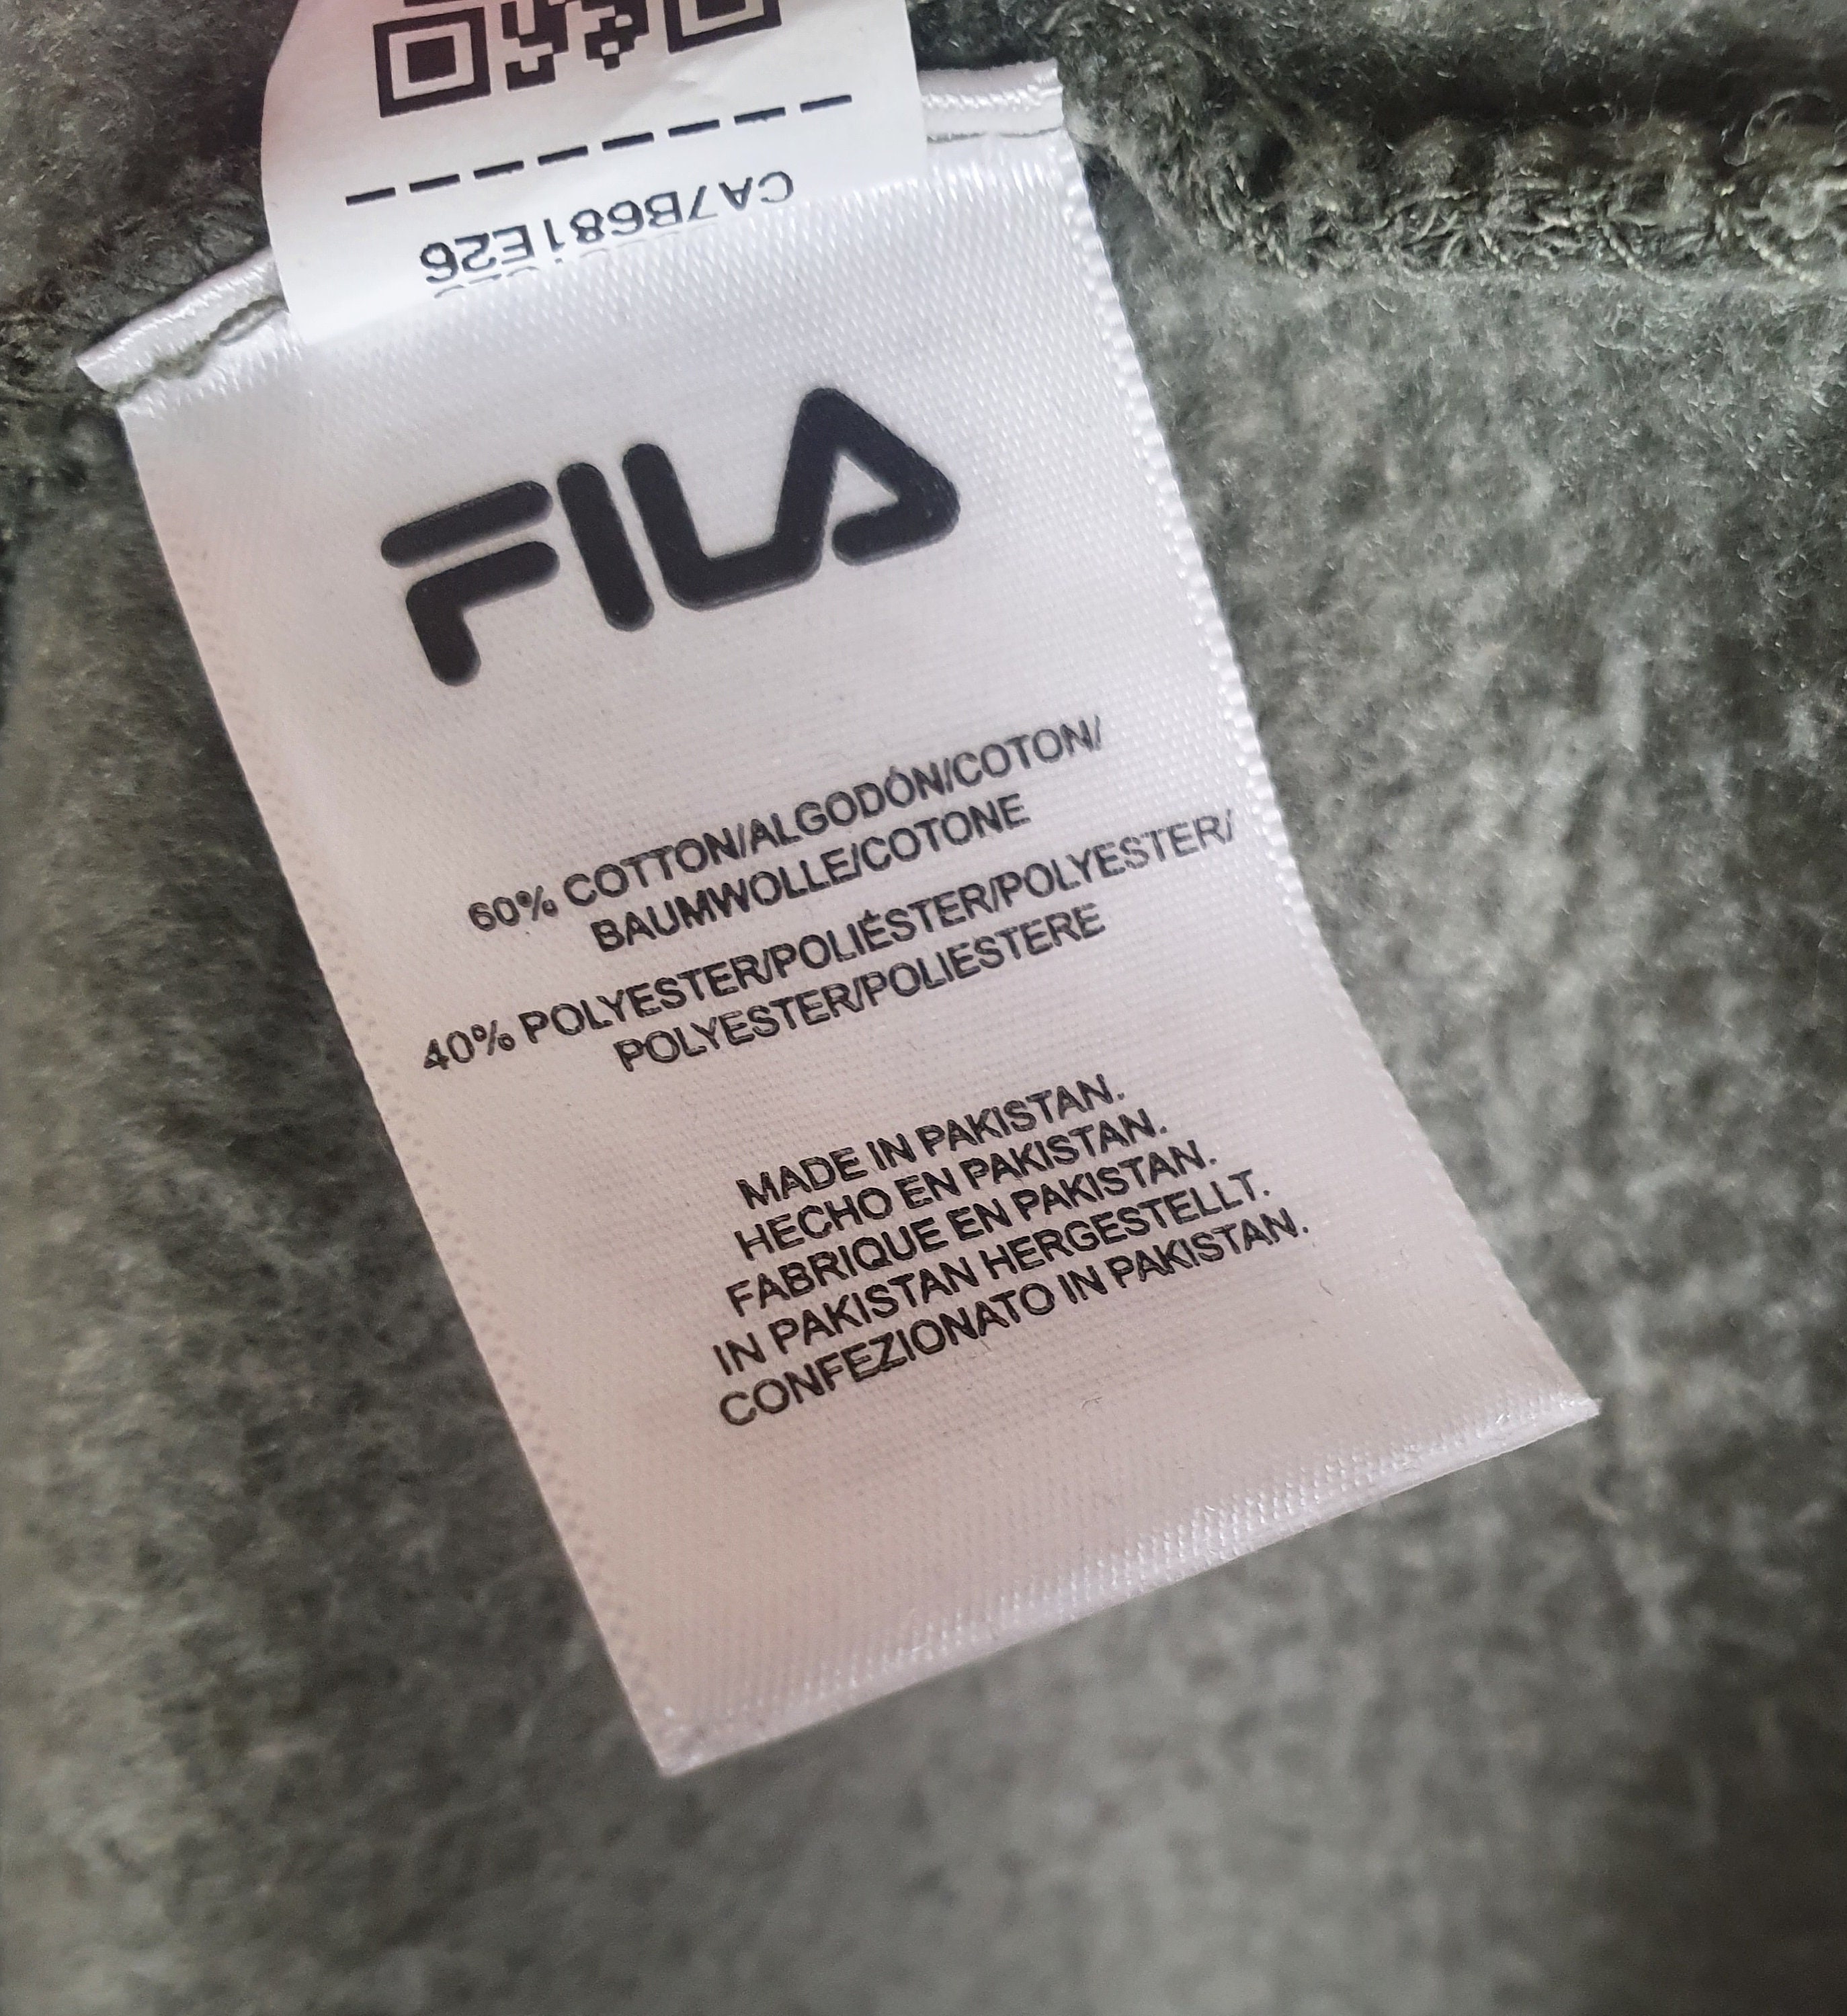 CA7B681E26
FILA
60% COTTON/ALGODÓN/COTON/
BAUMWOLLE/COTONE
40% POLYESTER/POLIÉSTER/POLYESTER/
POLYESTER/POLIESTERE
MADE IN PAKISTAN.
HECHO EN PAKISTAN.
FABRIQUE EN PAKISTAN.
IN PAKISTAN HERGESTELLT.
CONFEZIONATO IN PAKISTAN.